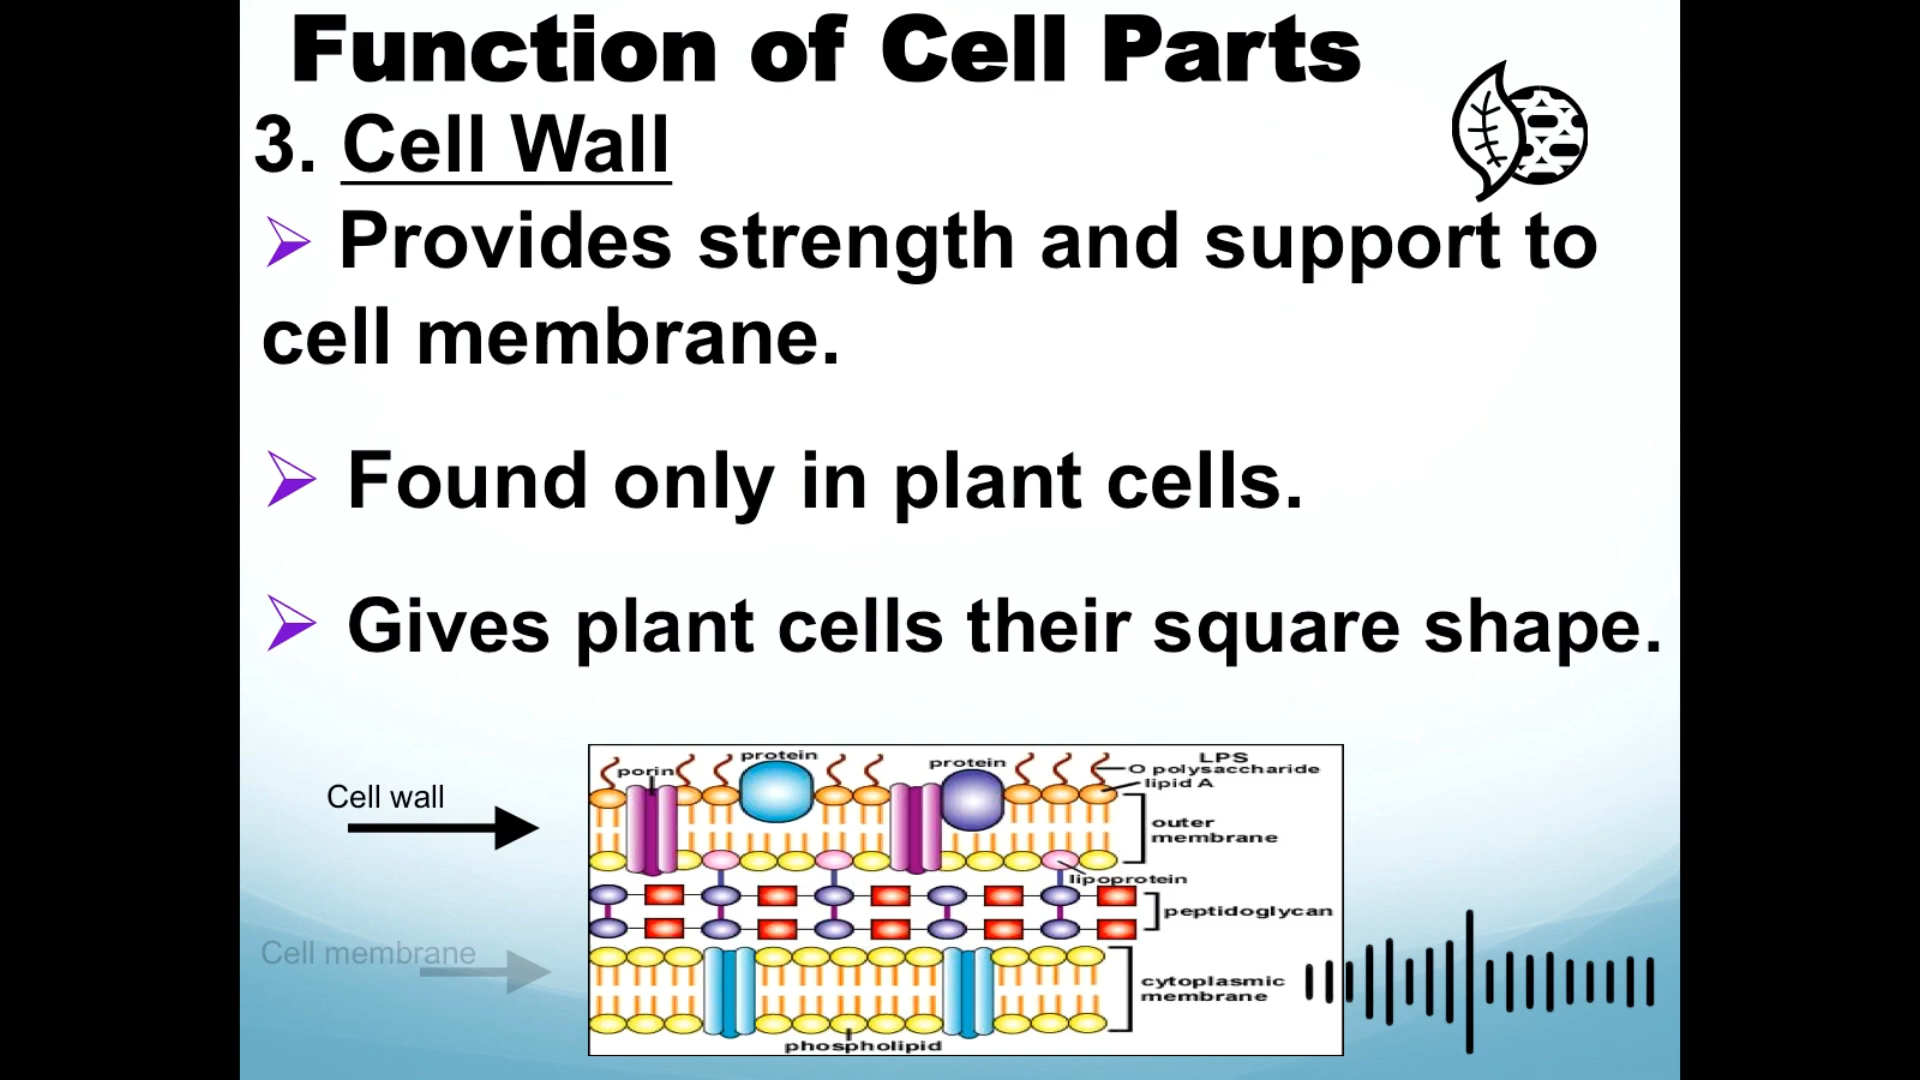 Function of Cell Parts
3. Cell Wall
Provides strength and support to
cell membrane.
Found only in plant cells.
Gives plant cells their square shape.
Cell wall
Cell membrane
porin
protein
protein
LPS
O polysaccharide
lipid A
outer
membrane
lipoprotein
peptidoglycan
cytoplasmic
membrane
phospholipid